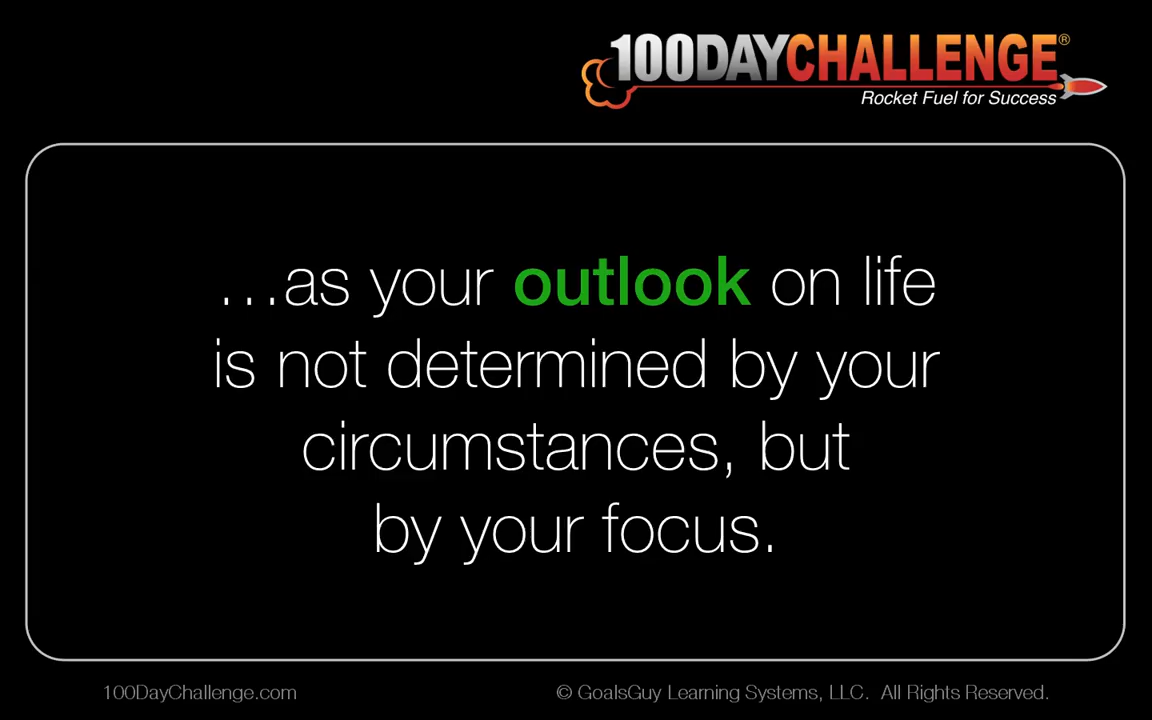 100DAYCHALLENGE®
Rocket Fuel for Success
...as your outlook on life
is not determined by your
circumstances, but
by your focus.
100DayChallenge.com
© GoalsGuy Learning Systems, LLC. All Rights Reserved.